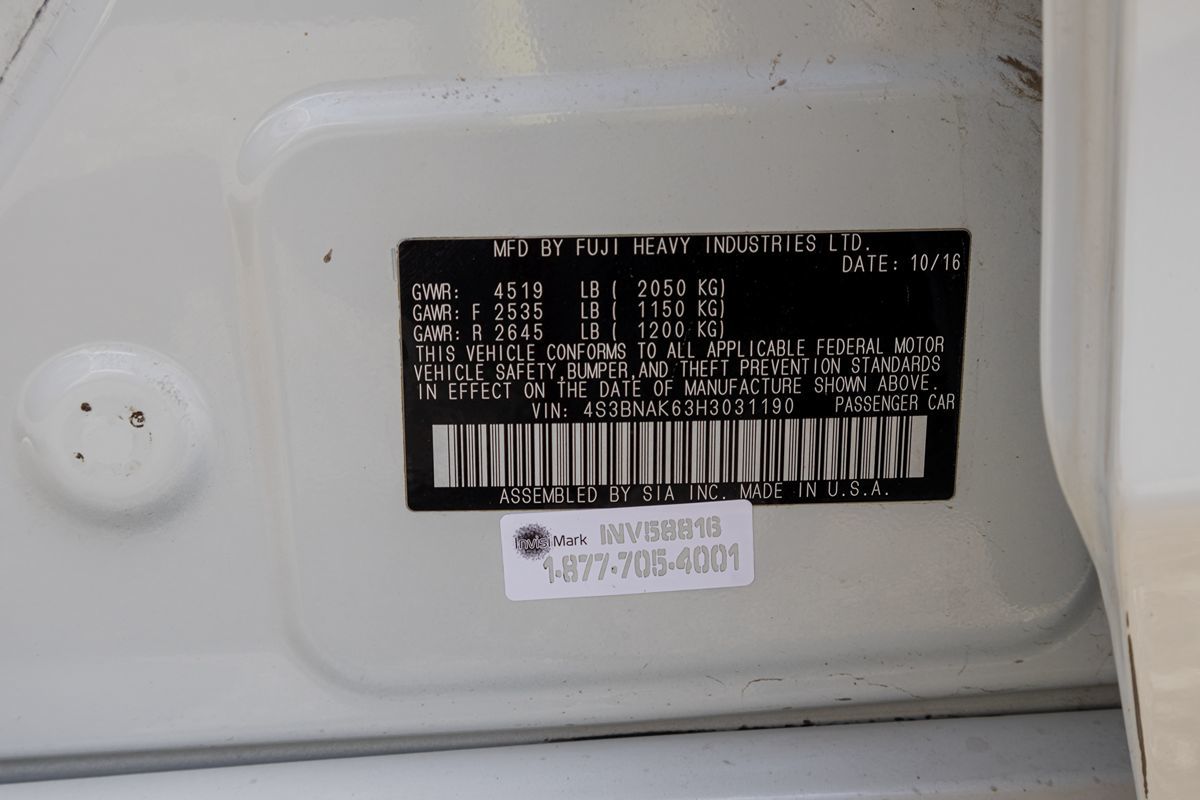 MFD BY FUJI HEAVY INDUSTRIES LTD.
DATE: 10/16
GVWR: 4519 LB ( 2050 KG)
GAWR: F 2535 LB ( 1150 KG)
GAWR: R 2645 LB ( 1200 KG)
THIS VEHICLE CONFORMS TO ALL APPLICABLE FEDERAL MOTOR
VEHICLE SAFETY,BUMPER,AND THEFT PREVENTION STANDARDS
IN EFFECT ON THE DATE OF MANUFACTURE SHOWN ABOVE.
VIN: 4S3BNAK63H3031190 PASSENGER CAR
ASSEMBLED BY SIA INC. MADE IN U.S.A.
InvisiMark INV58816
1-877-705-4001